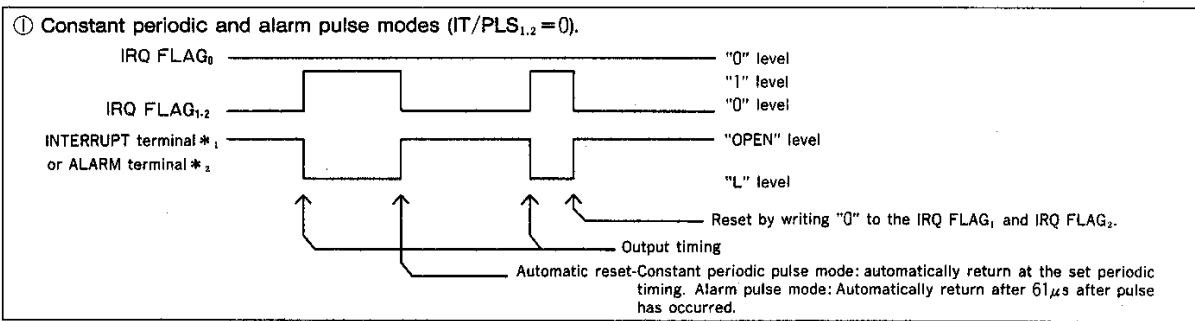 ① Constant periodic and alarm pulse modes (IT/PLS₁.₂=0).
IRQ FLAG₀
"0" level
"1" level
IRQ FLAG₁-₂
"0" level
INTERRUPT terminal *₁
"OPEN" level
or ALARM terminal *₂
"L" level
Reset by writing "0" to the IRQ FLAG₁ and IRQ FLAG₂.
Output timing
Automatic reset-Constant periodic pulse mode: automatically return at the set periodic
timing. Alarm pulse mode: Automatically return after 61μs after pulse
has occurred.